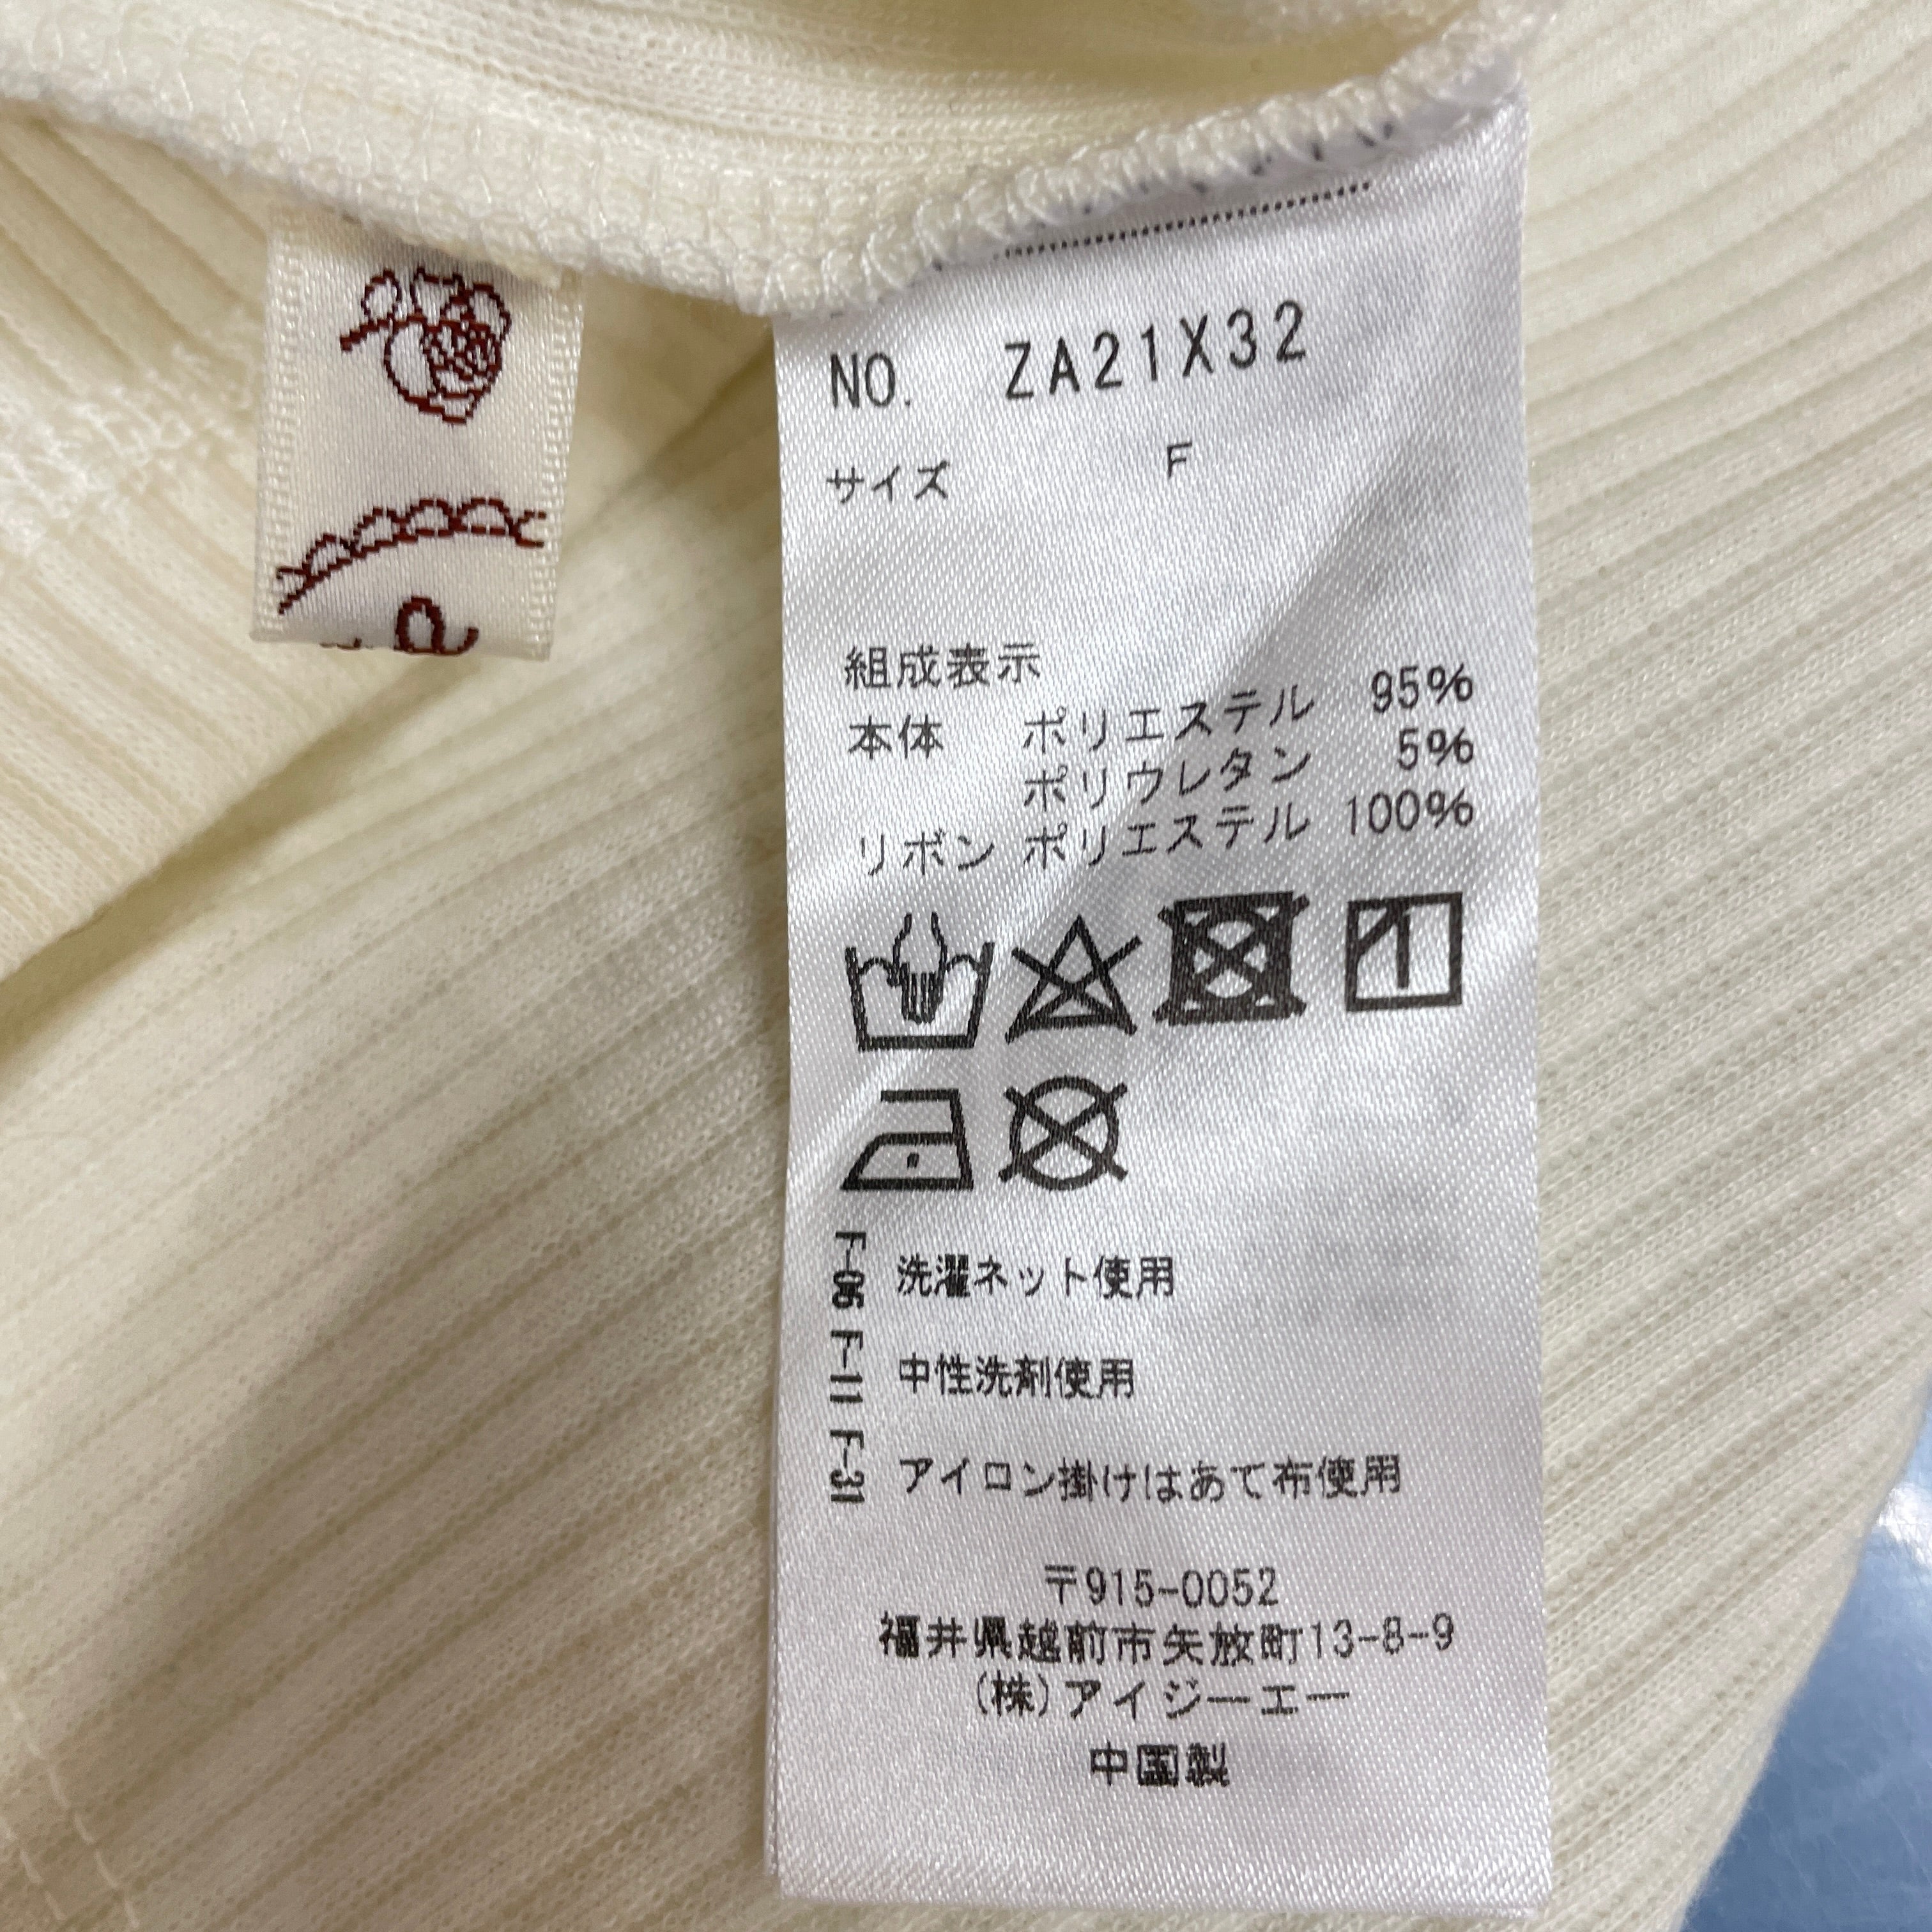 NO. ZA21X32
サイズ F
組成表示
本体 ポリエステル 95%
ポリウレタン 5%
リボン ポリエステル 100%
F-06 洗濯ネット使用
F-11 中性洗剤使用
F-31 アイロン掛けはあて布使用
〒915-0052
福井県越前市矢放町13-8-9
(株)アイジーエー
中国製